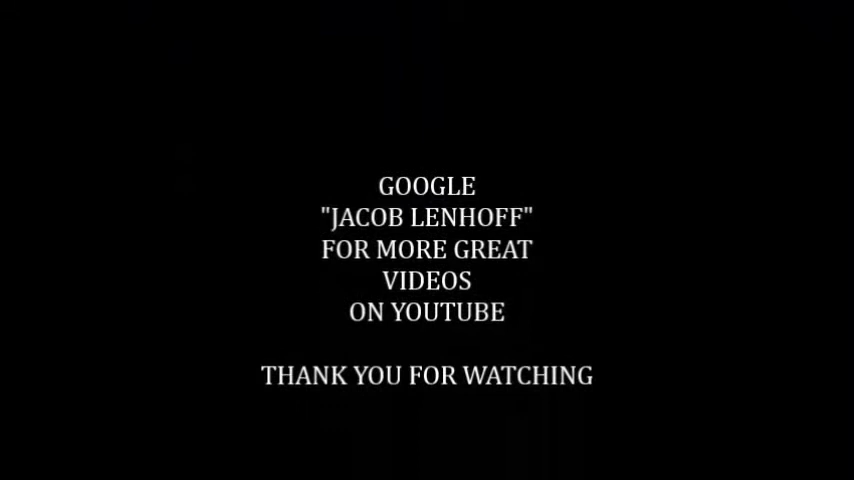 GOOGLE
"JACOB LENHOFF"
FOR MORE GREAT
VIDEOS
ON YOUTUBE
THANK YOU FOR WATCHING